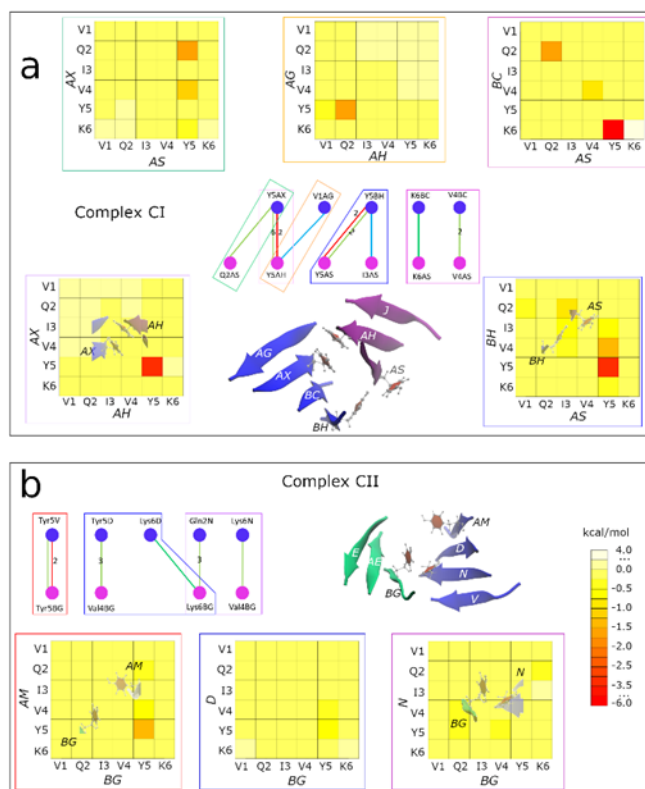 a
V1
Q2
I3
V4
Y5
K6
AX
V1 Q2 I3 V4 Y5 K6
AS
V1
Q2
I3
V4
Y5
K6
AG
V1 Q2 I3 V4 Y5 K6
AH
V1
Q2
I3
V4
Y5
K6
BC
V1 Q2 I3 V4 Y5 K6
AS
Complex CI
Y5AX V1AG Y5BH K6BC V4BC
2 2 2
Q2AS Y5AH Y5AS I3AS K6AS V4AS
V1
Q2
I3
V4
Y5
K6
AX
AH
AX
V1 Q2 I3 V4 Y5 K6
AH
J
AH
AG
AX
AS
BC
BH
V1
Q2
I3
V4
Y5
K6
BH
AS
BH
V1 Q2 I3 V4 Y5 K6
AS
b
Complex CII
Tyr5V Tyr5D Lys6D Gln2N Lys6N
2 3 3
Tyr5BG Val4BG Lys6BG Val4BG
AM
E
AE
D
N
BG
V
kcal/mol
4.0
...
0.0
-0.5
-1.0
-1.5
-2.0
-2.5
-3.0
-3.5
...
-6.0
V1
Q2
I3
V4
Y5
K6
AM
AM
BG
V1 Q2 I3 V4 Y5 K6
BG
V1
Q2
I3
V4
Y5
K6
D
V1 Q2 I3 V4 Y5 K6
BG
V1
Q2
I3
V4
Y5
K6
N
N
BG
V1 Q2 I3 V4 Y5 K6
BG